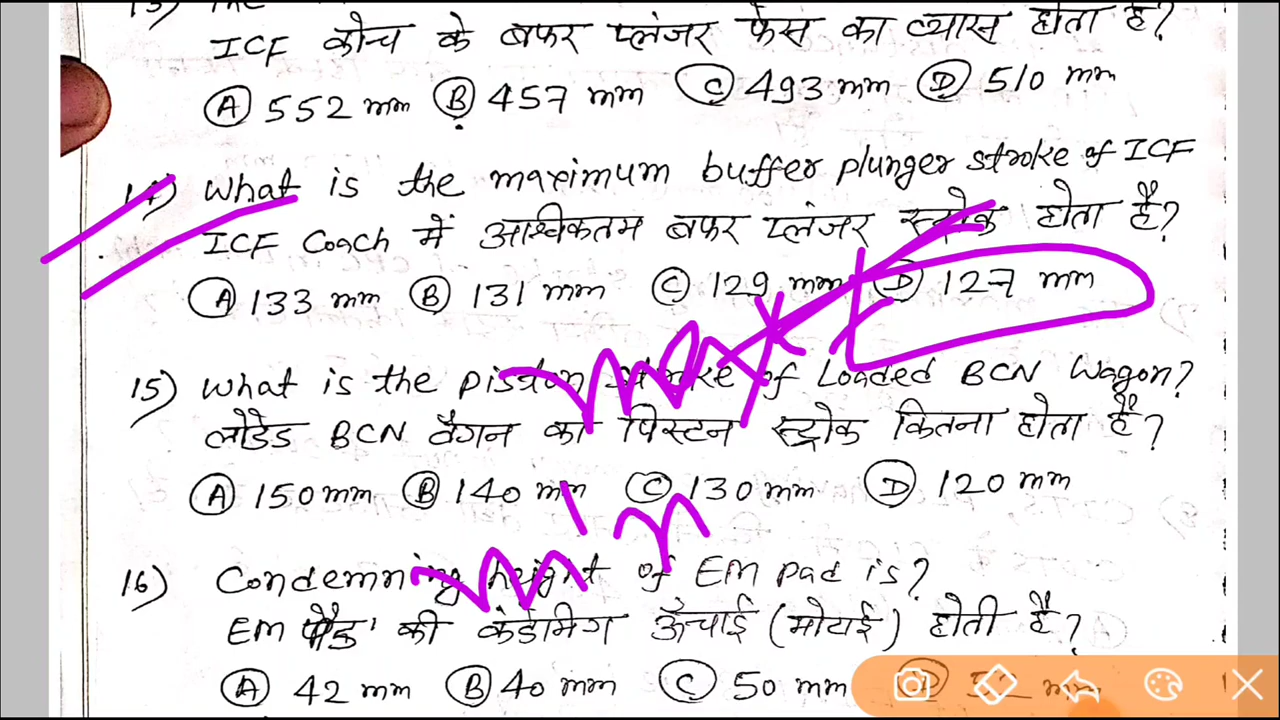 ICF कोच के बफर प्लंजर फेस का व्यास होता है?
(A) 552 mm (B) 457 mm (C) 493 mm (D) 510 mm
14) What is the maximum buffer plunger stroke of ICF
ICF Coach में अधिकतम बफर प्लंजर स्ट्रोक होता है?
(A) 133 mm (B) 131 mm (C) 129 mm (D) 127 mm
max
15) What is the piston stroke of Loaded BCN Wagon?
लोडेड BCN वैगन का पिस्टन स्ट्रोक कितना होता है?
(A) 150 mm (B) 140 mm (C) 130 mm (D) 120 mm
min
16) Condemning height of EM pad is?
EM पैड की कंडेमिंग ऊँचाई (मोटाई) होती है?
(A) 42 mm (B) 40 mm (C) 50 mm (D) 52 mm